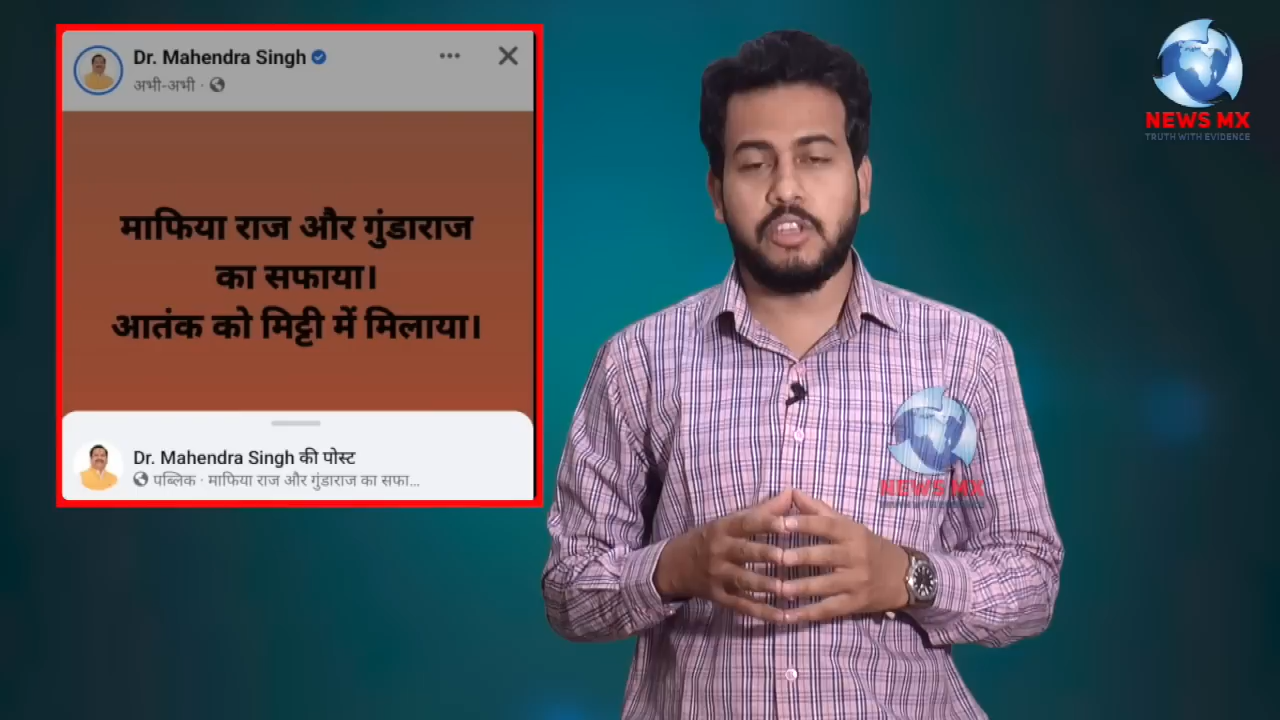 Dr. Mahendra Singh
अभी-अभी ·
माफिया राज और गुंडाराज
का सफाया।
आतंक को मिट्टी में मिलाया।
Dr. Mahendra Singh की पोस्ट
पब्लिक · माफिया राज और गुंडाराज का सफा...
NEWS MX
TRUTH WITH EVIDENCE
NEWS MX